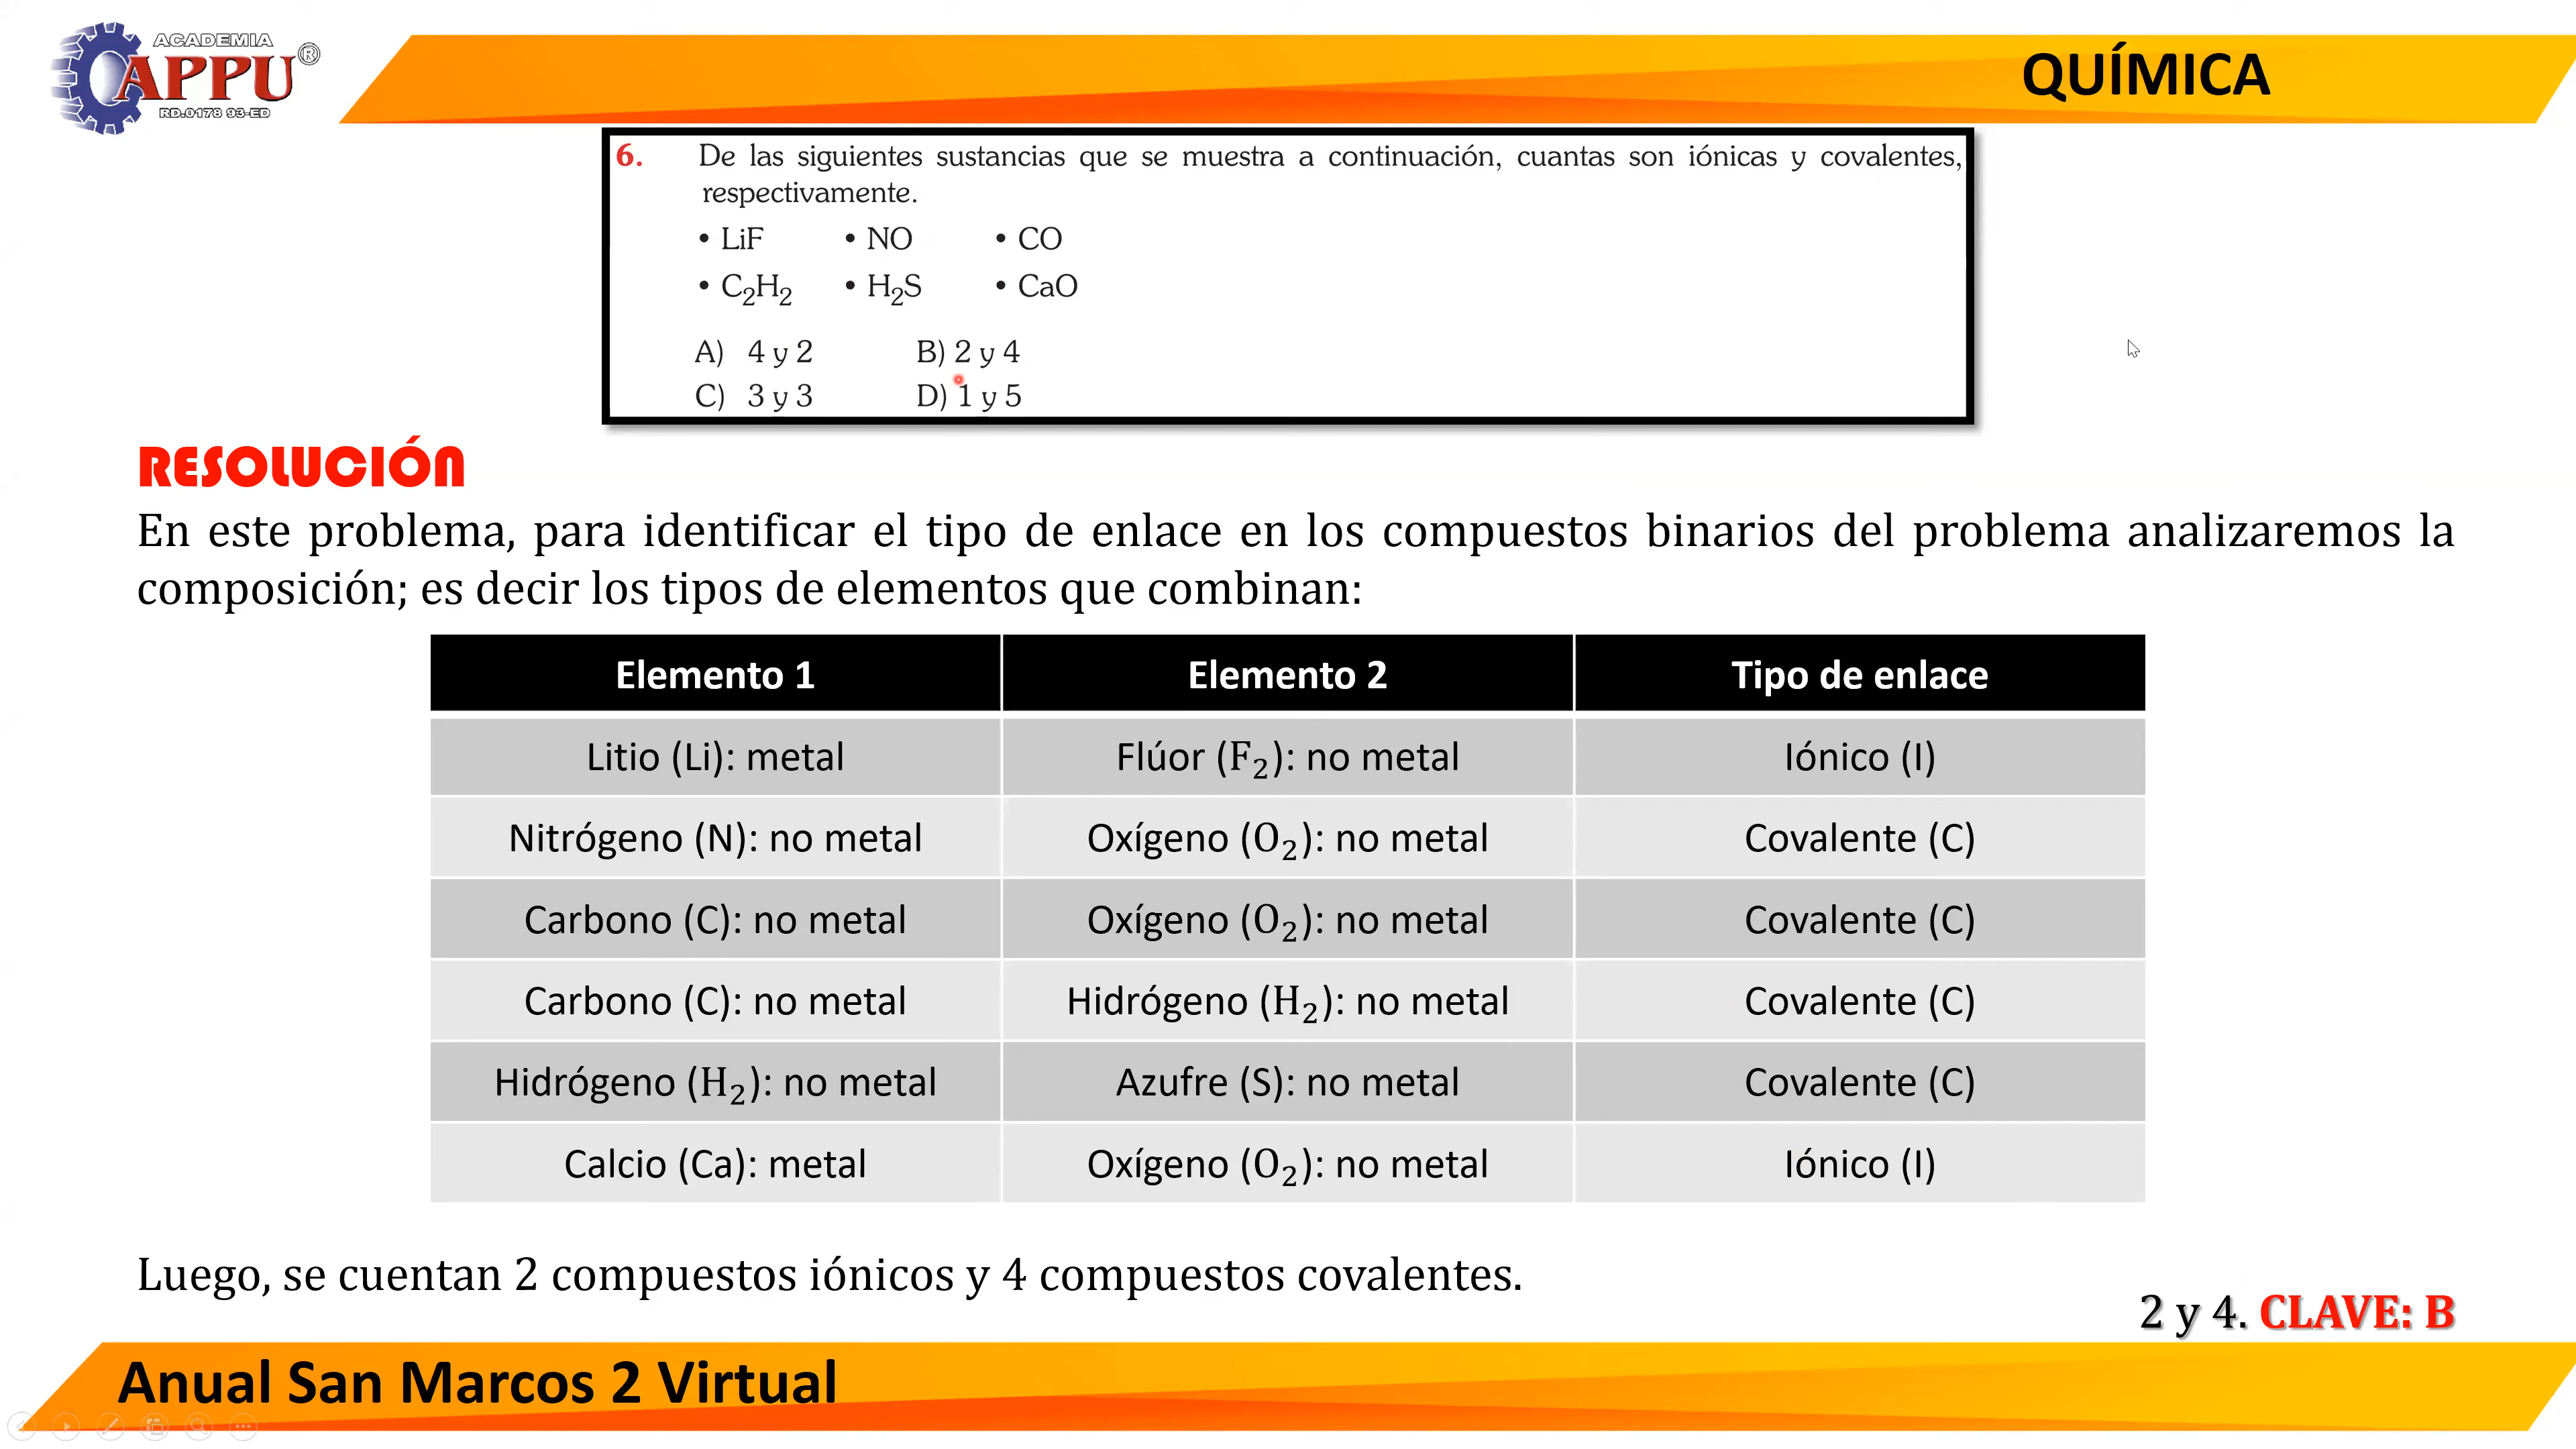 ACADEMIA
APPU®
RD.0178 93-ED
QUÍMICA
6. De las siguientes sustancias que se muestra a continuación, cuantas son iónicas y covalentes,
respectivamente.
• LiF • NO • CO
• C₂H₂ • H₂S • CaO
A) 4 y 2 B) 2 y 4
C) 3 y 3 D) 1 y 5
RESOLUCIÓN
En este problema, para identificar el tipo de enlace en los compuestos binarios del problema analizaremos la
composición; es decir los tipos de elementos que combinan:
Elemento 1 Elemento 2 Tipo de enlace
Litio (Li): metal Flúor (F₂): no metal Iónico (I)
Nitrógeno (N): no metal Oxígeno (O₂): no metal Covalente (C)
Carbono (C): no metal Oxígeno (O₂): no metal Covalente (C)
Carbono (C): no metal Hidrógeno (H₂): no metal Covalente (C)
Hidrógeno (H₂): no metal Azufre (S): no metal Covalente (C)
Calcio (Ca): metal Oxígeno (O₂): no metal Iónico (I)
Luego, se cuentan 2 compuestos iónicos y 4 compuestos covalentes.
2 y 4. CLAVE: B
Anual San Marcos 2 Virtual